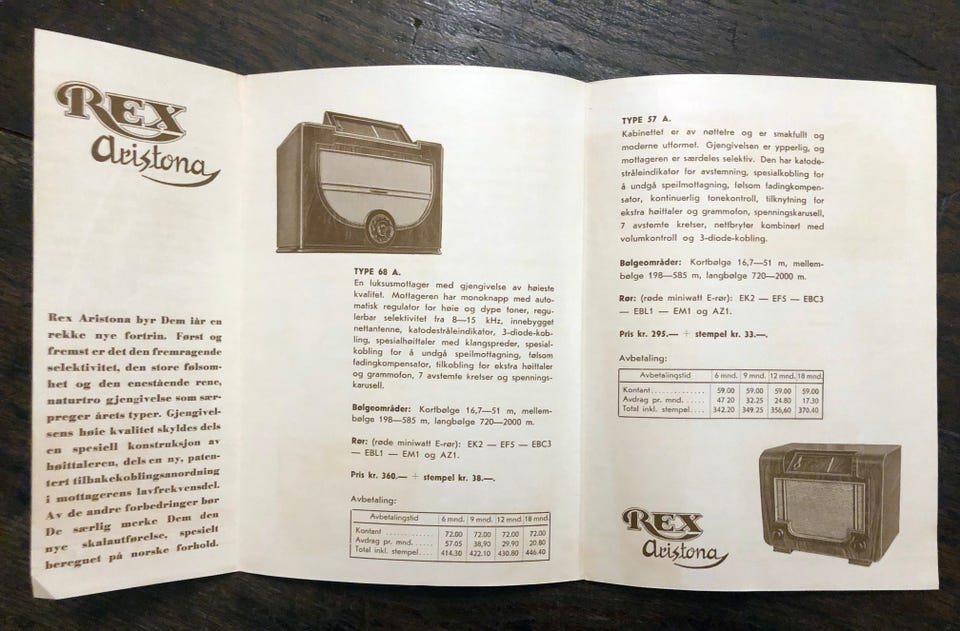 REX
Aristona
Rex Aristona byr Dem iår en
rekke nye fortrin. Først og
fremst er det den fremragende
selektivitet, den store følsom-
het og den enestående rene,
naturtro gjengivelse som sær-
preger årets typer. Gjengivel-
sens høie kvalitet skyldes dels
en spesiell konstruksjon av
høittaleren, dels en ny, paten-
tert tilbakekoblingsanordning
i mottagerens lavfrekvensdel.
Av de andre forbedringer bør
De særlig merke Dem den
nye skalautførelse, spesielt
beregnet på norske forhold.
TYPE 68 A.
En luksusmottager med gjengivelse av høieste
kvalitet. Mottageren har monoknapp med auto-
matisk regulator for høie og dype toner, regu-
lerbar selektivitet fra 8—15 kHz, innebygget
nettantenne, katodestråleindikator, 3-diode-kob-
ling, spesialhøittaler med klangspreder, spesial-
kobling for å undgå speilmottagning, følsom
fadingkompensator, tilkobling for ekstra høittaler
og grammofon, 7 avstemte kretser og spennings-
karusell.
Bølgeområder: Kortbølge 16,7—51 m, mellem-
bølge 198—585 m, langbølge 720—2000 m.
Rør: (røde miniwatt E-rør): EK2 — EF5 — EBC3
— EBL1 — EM1 og AZ1.
Pris kr. 360.— + stempel kr. 38.—.
Avbetaling:
Avbetalingstid 6 mnd. 9 mnd. 12 mnd. 18 mnd.
Kontant ........... 72.00 72.00 72.00 72.00
Avdrag pr. mnd. .... 57.05 38,90 29.90 20.80
Total inkl. stempel.... 414.30 422.10 430.80 446.40
TYPE 57 A.
Kabinettet er av nøttetre og er smakfullt og
moderne utformet. Gjengivelsen er ypperlig, og
mottageren er særdeles selektiv. Den har katode-
stråleindikator for avstemning, spesialkobling for
å undgå speilmottagning, følsom fadingkompen-
sator, kontinuerlig tonekontroll, tilknytning for
ekstra høittaler og grammofon, spenningskarusell,
7 avstemte kretser, nettbryter kombinert med
volumkontroll og 3-diode-kobling.
Bølgeområder: Kortbølge 16,7—51 m, mellem-
bølge 198—585 m, langbølge 720—2000 m.
Rør: (røde miniwatt E-rør): EK2 — EF5 — EBC3
— EBL1 — EM1 og AZ1.
Pris kr. 295.— + stempel kr. 33.—.
Avbetaling:
Avbetalingstid 6 mnd. 9 mnd. 12 mnd. 18 mnd.
Kontant ............. 59.00 59.00 59.00 59.00
Avdrag pr. mnd. ...... 47 20 32.25 24.80 17.30
Total inkl. stempel.... 342.20 349.25 356,60 370.40
REX
Aristona